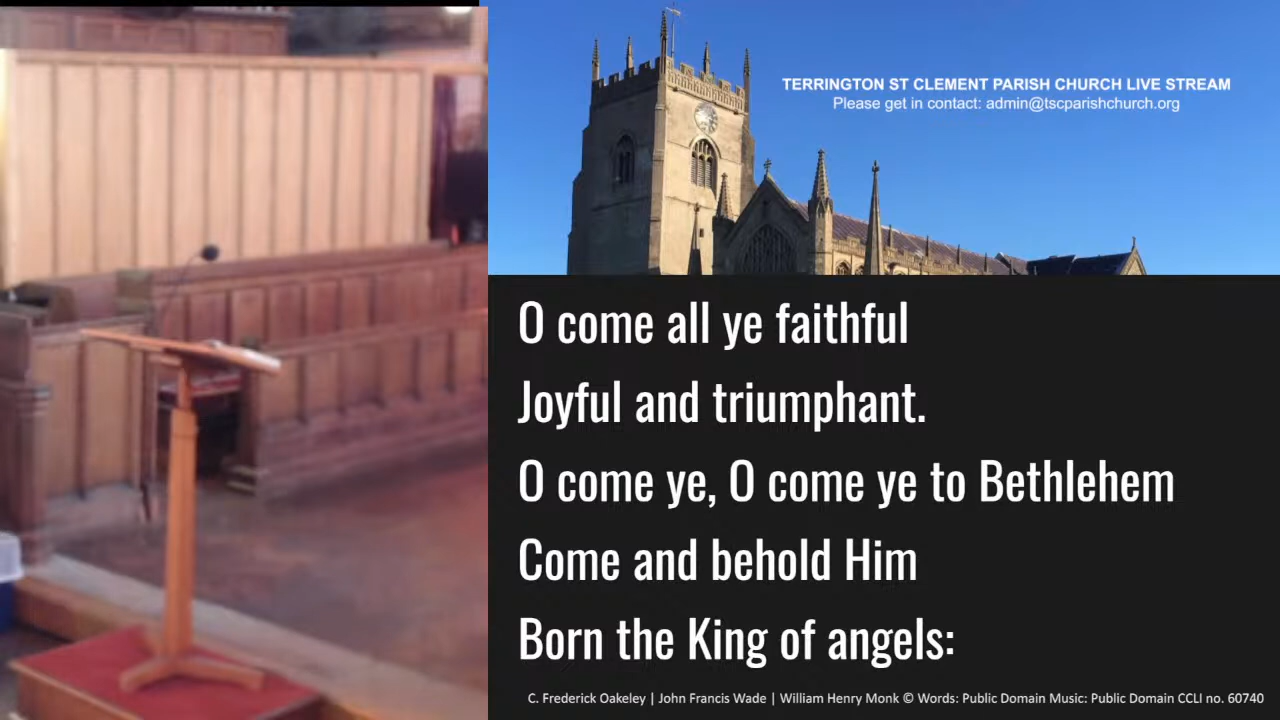 TERRINGTON ST CLEMENT PARISH CHURCH LIVE STREAM
Please get in contact: admin@tscparishchurch.org
O come all ye faithful
Joyful and triumphant.
O come ye, O come ye to Bethlehem
Come and behold Him
Born the King of angels:
C. Frederick Oakeley | John Francis Wade | William Henry Monk © Words: Public Domain Music: Public Domain CCLI no. 60740